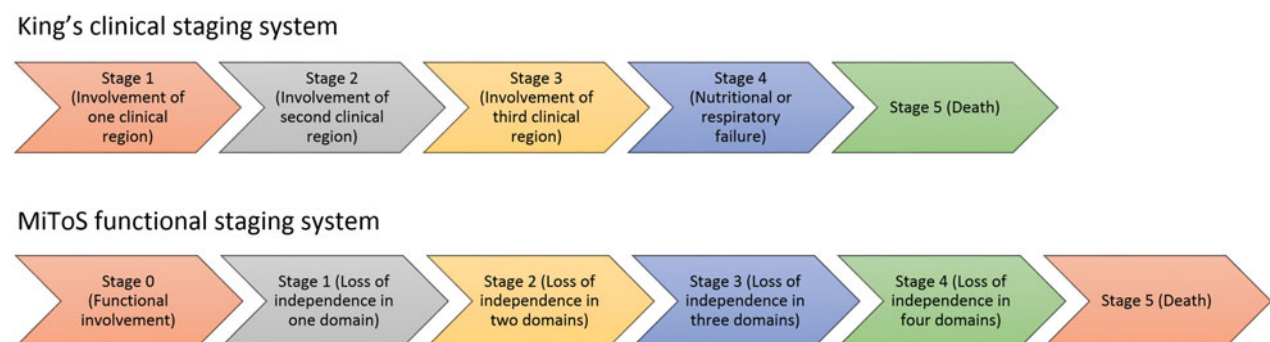 King's clinical staging system
Stage 1
(Involvement of
one clinical
region)
Stage 2
(Involvement of
second clinical
region)
Stage 3
(Involvement of
third clinical
region)
Stage 4
(Nutritional or
respiratory
failure)
Stage 5 (Death)
MiToS functional staging system
Stage 0
(Functional
involvement)
Stage 1 (Loss of
independence in
one domain)
Stage 2 (Loss of
independence in
two domains)
Stage 3 (Loss of
independence in
three domains)
Stage 4 (Loss of
independence in
four domains)
Stage 5 (Death)